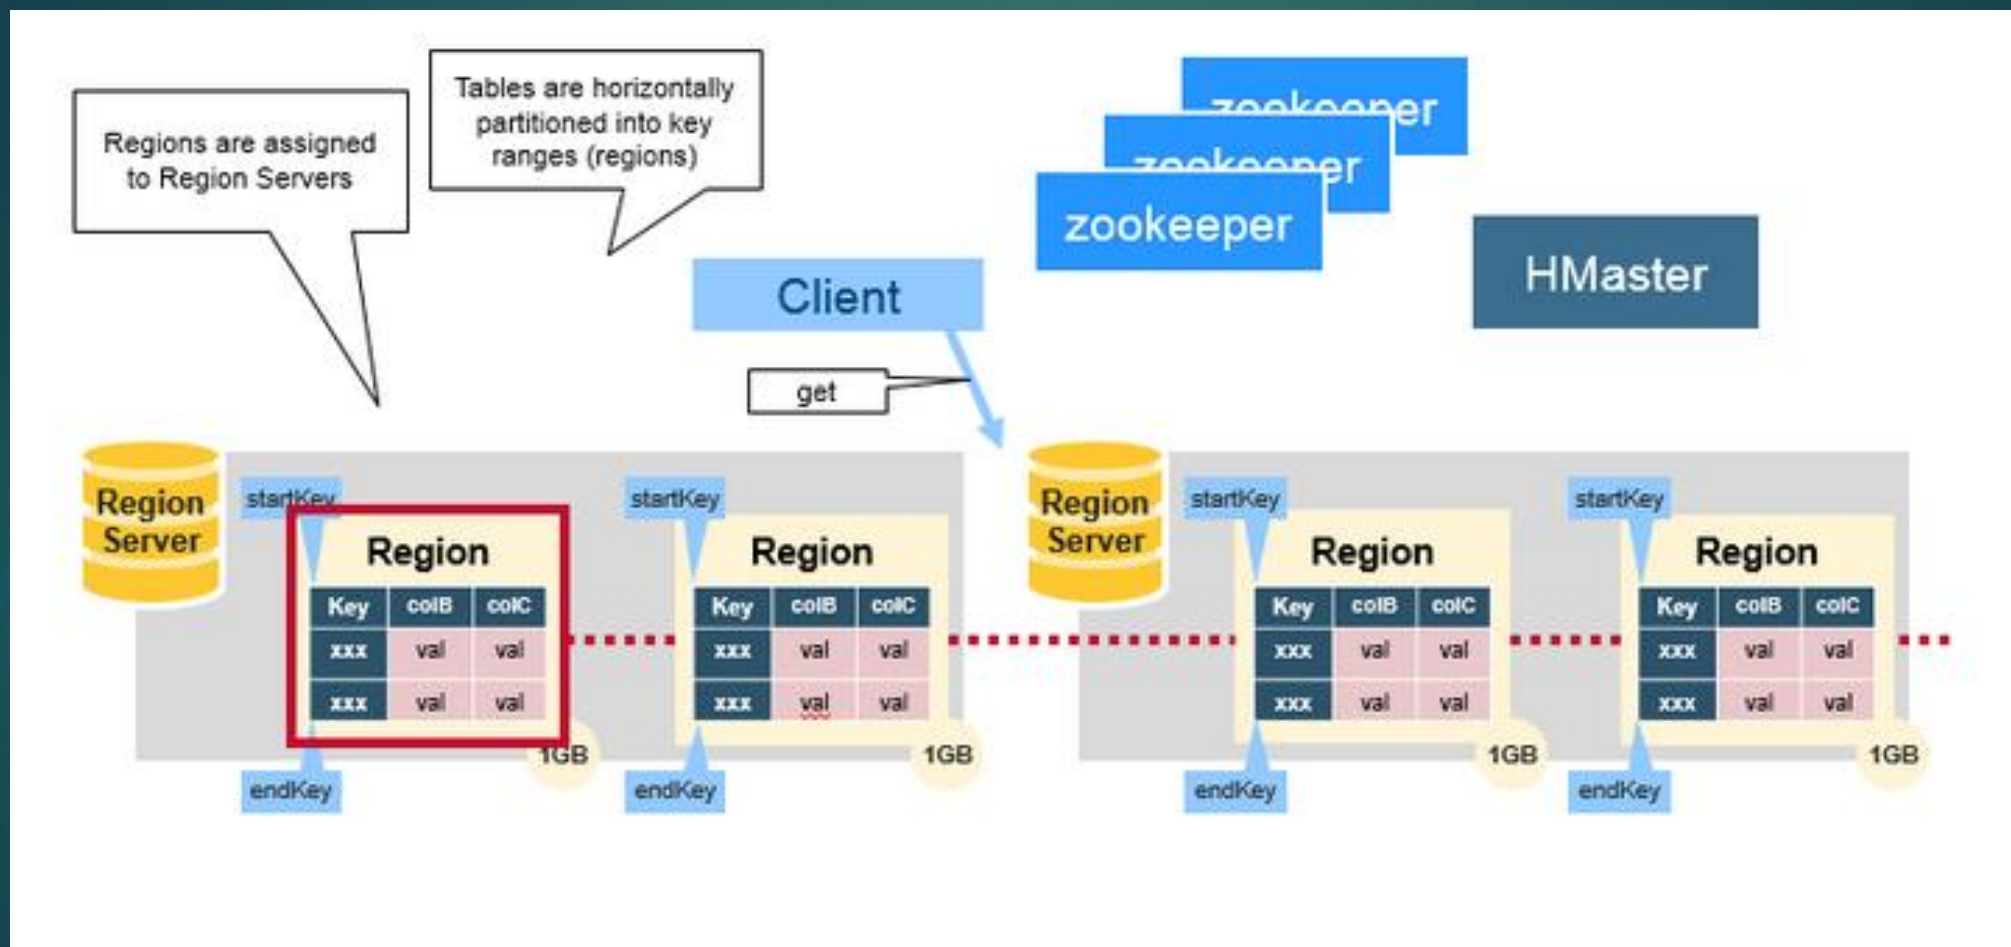 Regions are assigned
to Region Servers
Tables are horizontally
partitioned into key
ranges (regions)
zookeeper
zookeeper
zookeeper
HMaster
Client
get
Region
Server
startKey
Region
Key colB colC
xxx val val
xxx val val
1GB
endKey
startKey
Region
Key colB colC
xxx val val
xxx val val
1GB
endKey
Region
Server
startKey
Region
Key colB colC
xxx val val
xxx val val
1GB
endKey
startKey
Region
Key colB colC
xxx val val
xxx val val
1GB
endKey